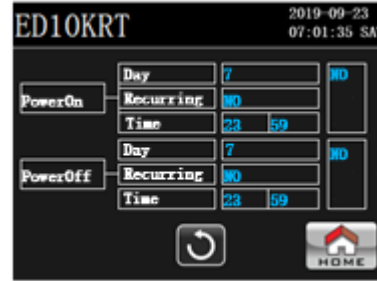 ED10KRT
2019-09-23
07:01:35 SA
PowerOn
Day 7 NO
Recurring NO
Time 23 59
PowerOff
Day 7 NO
Recurring NO
Time 23 59
HOME